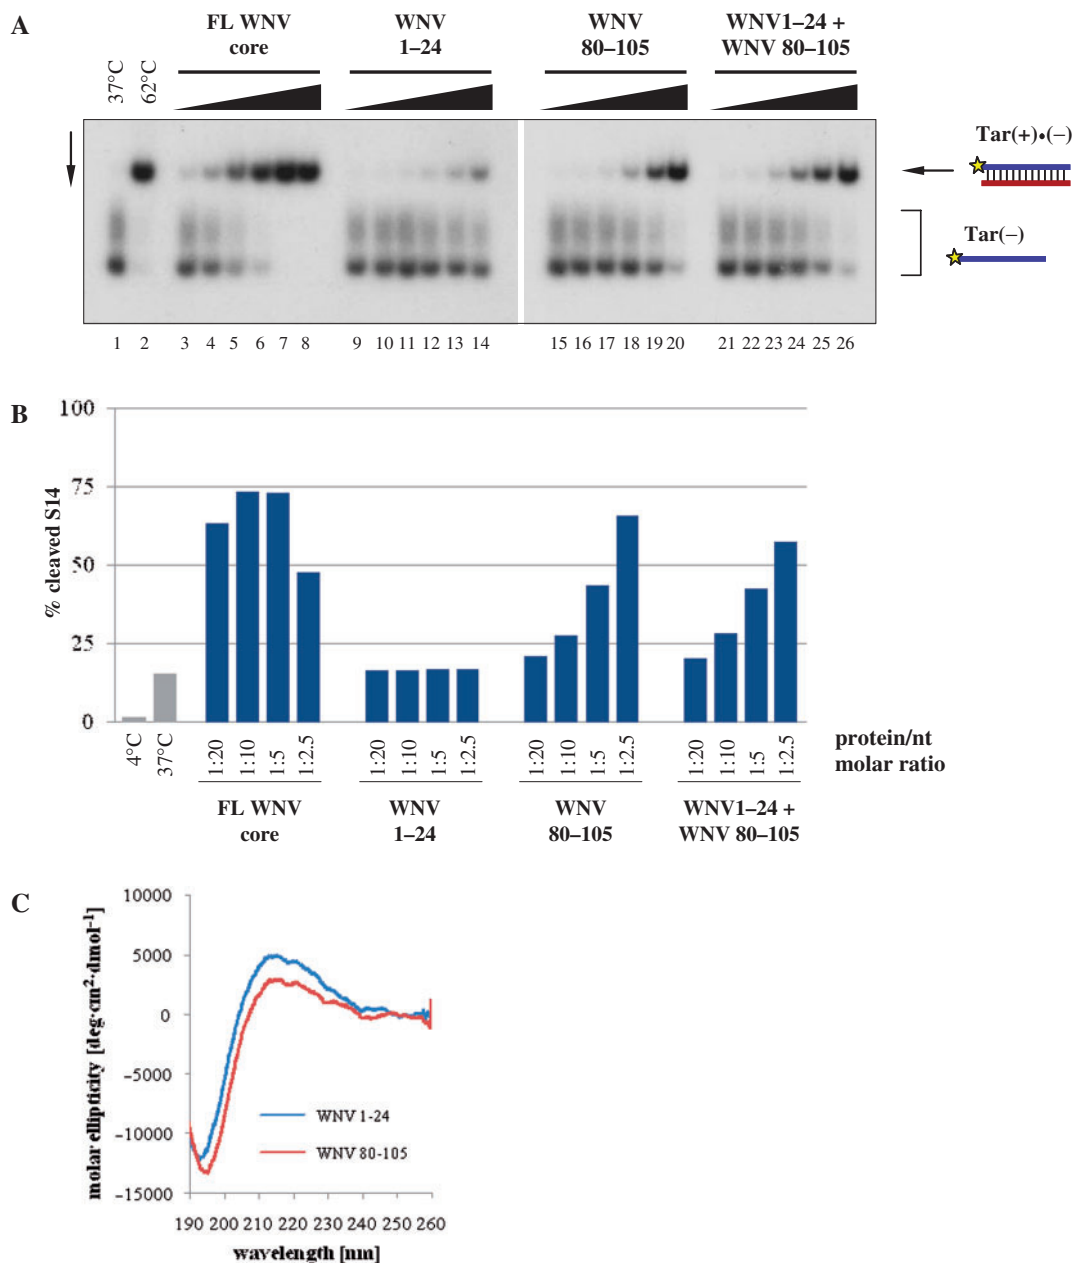 A
FL WNV
core
WNV
1–24
WNV
80–105
WNV1–24 +
WNV 80–105
37°C
62°C
Tar(+)•(−)
Tar(−)
1 2 3 4 5 6 7 8 9 10 11 12 13 14 15 16 17 18 19 20 21 22 23 24 25 26
B
% cleaved S14
100
75
50
25
0
4°C
37°C
1:20
1:10
1:5
1:2.5
1:20
1:10
1:5
1:2.5
1:20
1:10
1:5
1:2.5
1:20
1:10
1:5
1:2.5
protein/nt
molar ratio
FL WNV
core
WNV
1–24
WNV
80–105
WNV1–24 +
WNV 80–105
C
molar ellipticity [deg·cm²·dmol⁻¹]
10000
5000
0
−5000
−10000
−15000
WNV 1-24
WNV 80-105
190 200 210 220 230 240 250 260
wavelength [nm]